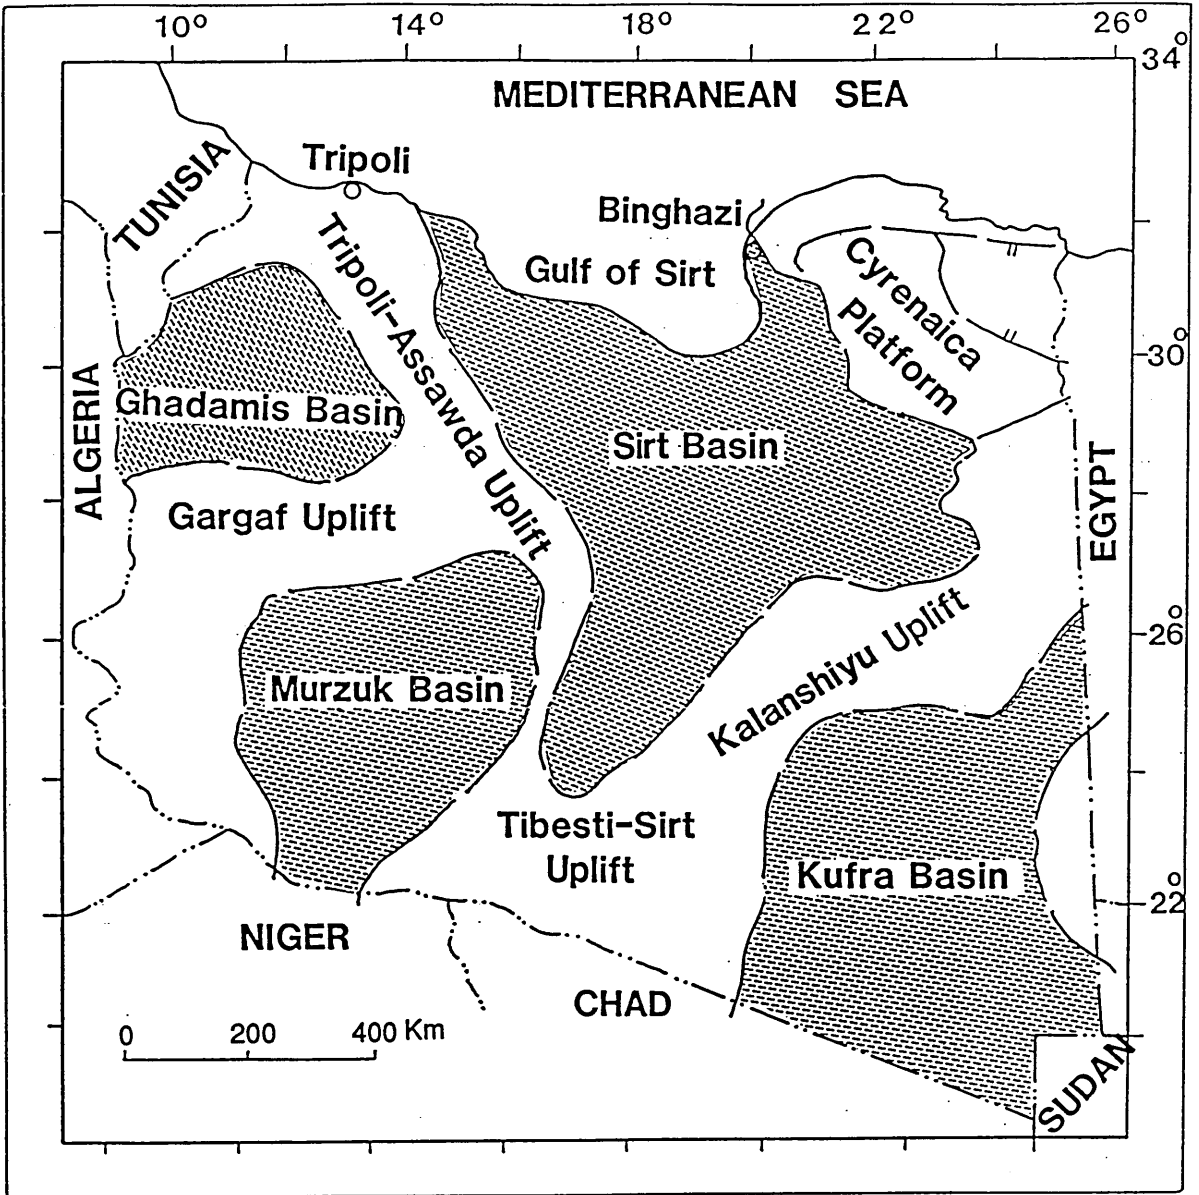 10° 14° 18° 22° 26°
34°
MEDITERRANEAN SEA
TUNISIA
Tripoli
Binghazi
Gulf of Sirt
Tripoli-Assawda Uplift
Cyrenaica
Platform
30°
ALGERIA
Ghadamis Basin
Sirt Basin
EGYPT
Gargaf Uplift
26°
Kalanshiyu Uplift
Murzuk Basin
Tibesti-Sirt
Uplift
Kufra Basin
22°
NIGER
CHAD
0 200 400 Km
SUDAN